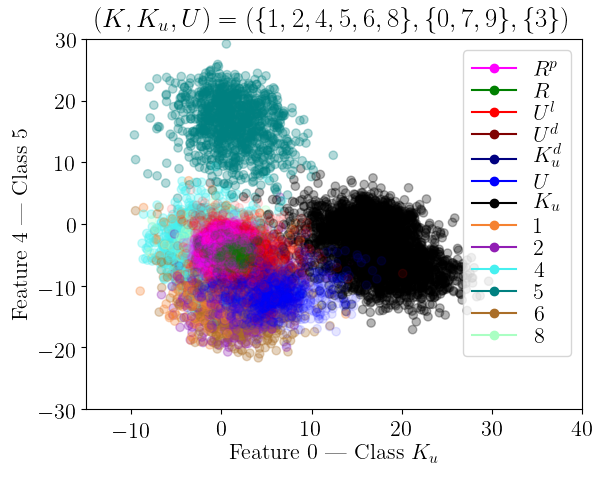 (K, K_u, U) = ({1, 2, 4, 5, 6, 8}, {0, 7, 9}, {3})
30
20
10
0
−10
−20
−30
Feature 4 — Class 5
−10
0
10
20
30
40
Feature 0 — Class K_u
R^p
R
U^l
U^d
K_u^d
U
K_u
1
2
4
5
6
8